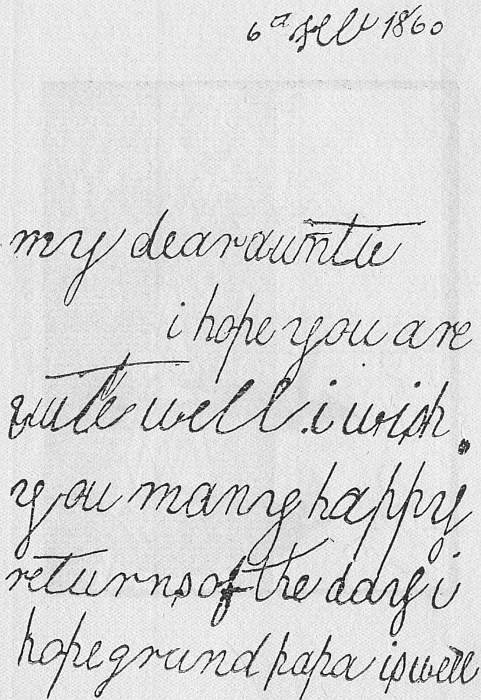 6th Feb 1860
my dear auntie
i hope you are
quite well. i wish
you many happy
returns of the day i
hope grand papa is well